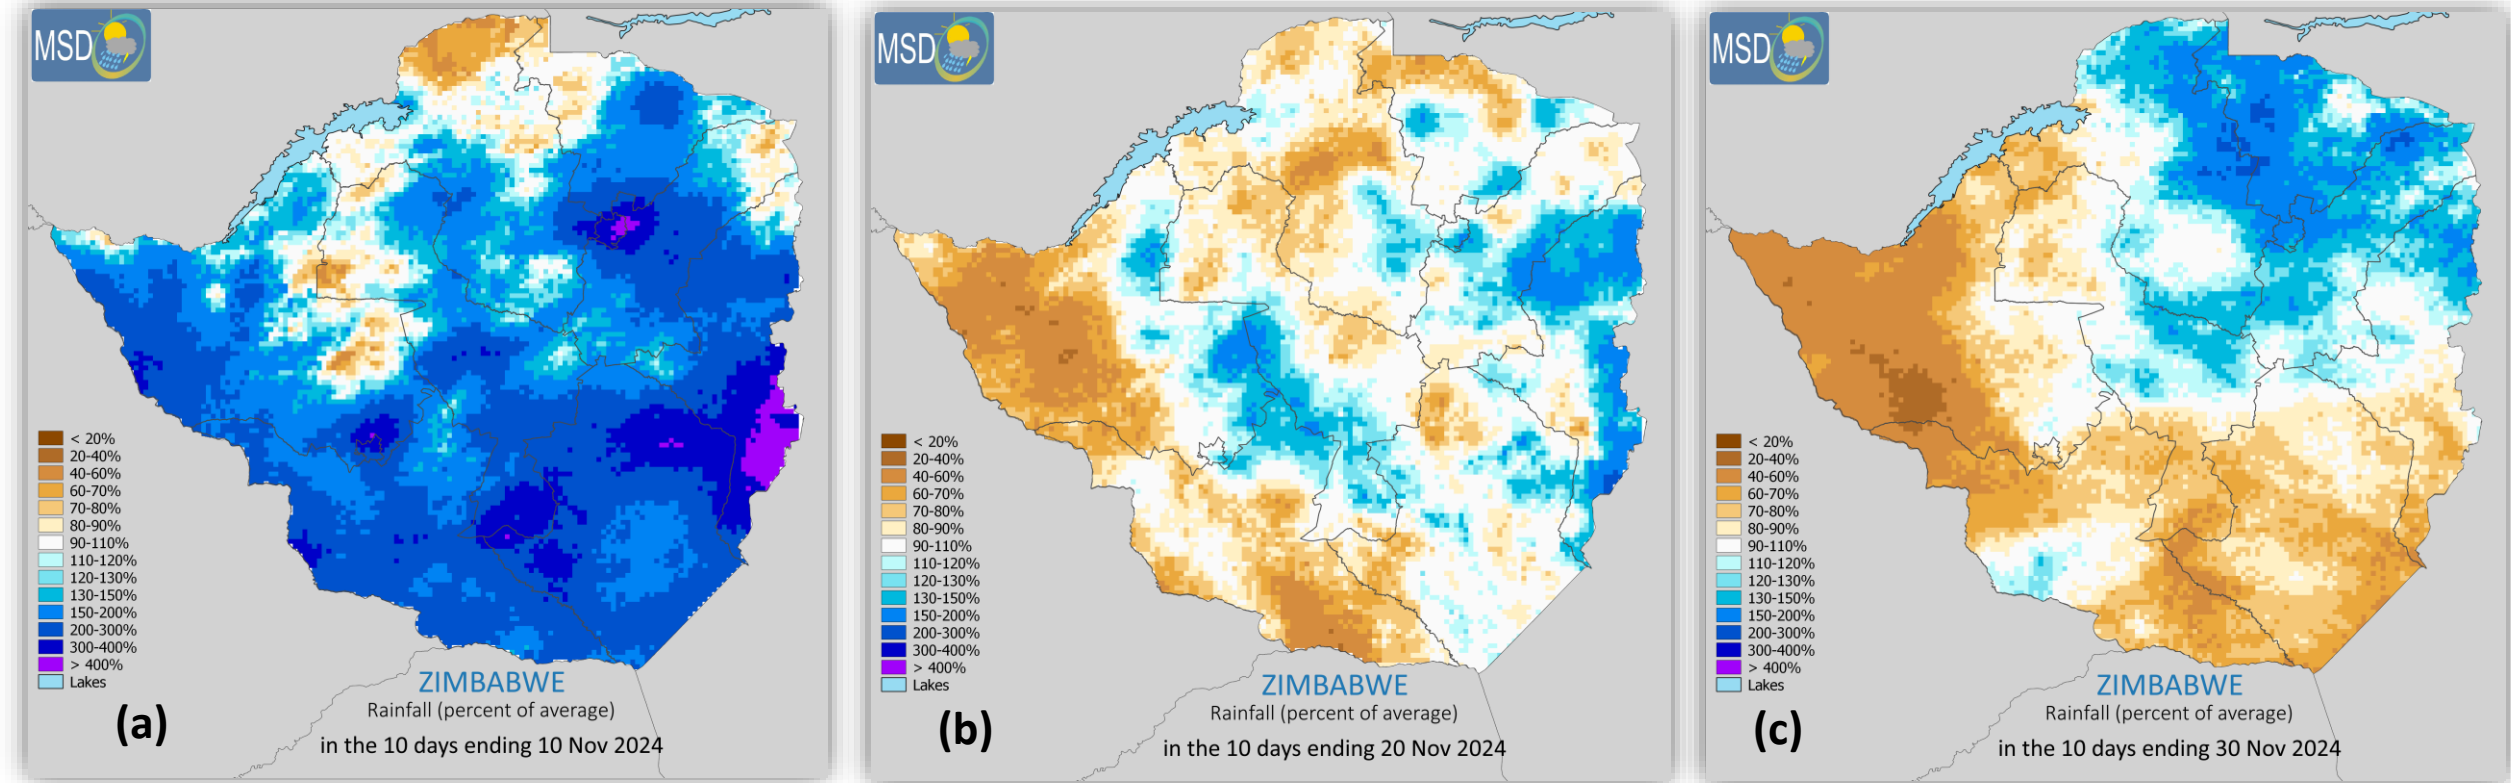 MSD
< 20%
20-40%
40-60%
60-70%
70-80%
80-90%
90-110%
110-120%
120-130%
130-150%
150-200%
200-300%
300-400%
> 400%
Lakes
ZIMBABWE
Rainfall (percent of average)
in the 10 days ending 10 Nov 2024
(a)
MSD
< 20%
20-40%
40-60%
60-70%
70-80%
80-90%
90-110%
110-120%
120-130%
130-150%
150-200%
200-300%
300-400%
> 400%
Lakes
ZIMBABWE
Rainfall (percent of average)
in the 10 days ending 20 Nov 2024
(b)
MSD
< 20%
20-40%
40-60%
60-70%
70-80%
80-90%
90-110%
110-120%
120-130%
130-150%
150-200%
200-300%
300-400%
> 400%
Lakes
ZIMBABWE
Rainfall (percent of average)
in the 10 days ending 30 Nov 2024
(c)